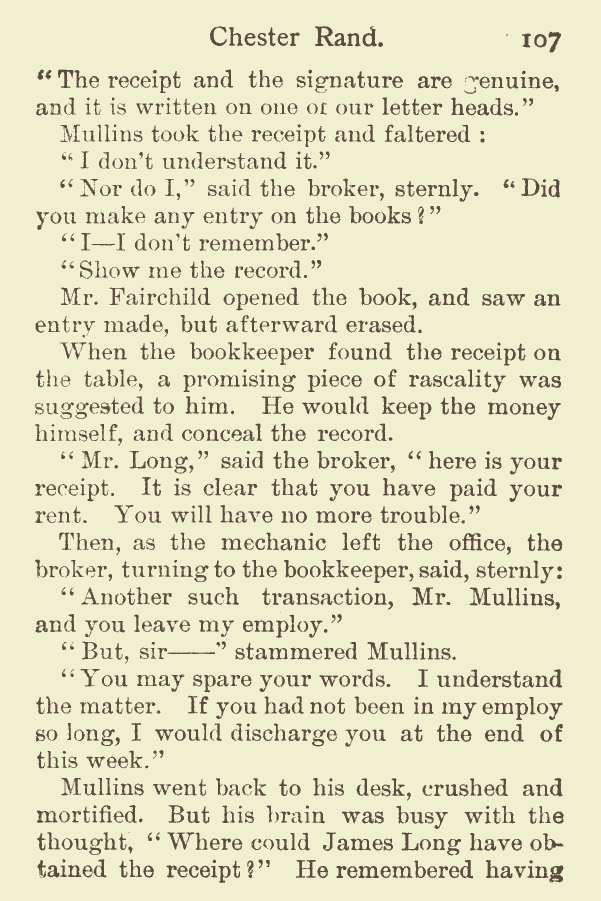 Chester Rand. 107
“The receipt and the signature are genuine,
and it is written on one of our letter heads.”
Mullins took the receipt and faltered :
“I don’t understand it.”
“Nor do I,” said the broker, sternly. “Did
you make any entry on the books?”
“I—I don’t remember.”
“Show me the record.”
Mr. Fairchild opened the book, and saw an
entry made, but afterward erased.
When the bookkeeper found the receipt on
the table, a promising piece of rascality was
suggested to him. He would keep the money
himself, and conceal the record.
“Mr. Long,” said the broker, “here is your
receipt. It is clear that you have paid your
rent. You will have no more trouble.”
Then, as the mechanic left the office, the
broker, turning to the bookkeeper, said, sternly:
“Another such transaction, Mr. Mullins,
and you leave my employ.”
“But, sir——” stammered Mullins.
“You may spare your words. I understand
the matter. If you had not been in my employ
so long, I would discharge you at the end of
this week.”
Mullins went back to his desk, crushed and
mortified. But his brain was busy with the
thought, “Where could James Long have ob-
tained the receipt?” He remembered having